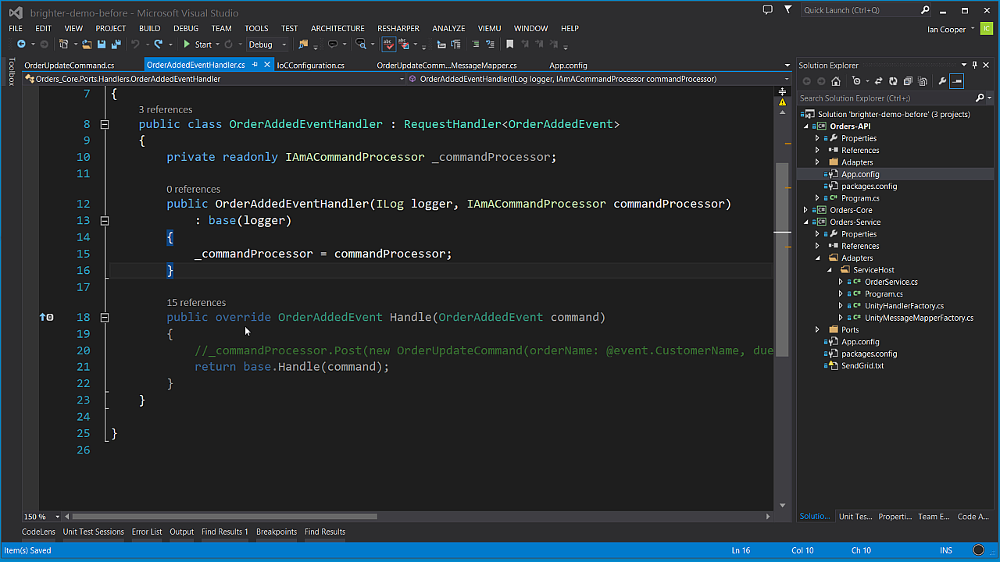 brighter-demo-before - Microsoft Visual Studio
Quick Launch (Ctrl+Q)
FILE EDIT VIEW PROJECT BUILD DEBUG TEAM TOOLS TEST ARCHITECTURE RESHARPER ANALYZE VIEMU WINDOW HELP
Ian Cooper IC
Start Debug
Toolbox
OrderUpdateCommand.cs OrderAddedEventHandler.cs IoCConfiguration.cs OrderUpdateComm...MessageMapper.cs App.config
Orders_Core.Ports.Handlers.OrderAddedEventHandler OrderAddedEventHandler(ILog logger, IAmACommandProcessor commandProcessor)
7 {
3 references
8 public class OrderAddedEventHandler : RequestHandler<OrderAddedEvent>
9 {
10 private readonly IAmACommandProcessor _commandProcessor;
11
0 references
12 public OrderAddedEventHandler(ILog logger, IAmACommandProcessor commandProcessor)
13 : base(logger)
14 {
15 _commandProcessor = commandProcessor;
16 }
17
15 references
18 public override OrderAddedEvent Handle(OrderAddedEvent command)
19 {
20 //_commandProcessor.Post(new OrderUpdateCommand(orderName: @event.CustomerName, due
21 return base.Handle(command);
22 }
23 }
24
25 }
26
150 %
Solution Explorer
Search Solution Explorer (Ctrl+;)
Solution 'brighter-demo-before' (3 projects)
Orders-API
Properties
References
Adapters
App.config
packages.config
Program.cs
Orders-Core
Orders-Service
Properties
References
Adapters
ServiceHost
OrderService.cs
Program.cs
UnityHandlerFactory.cs
UnityMessageMapperFactory.cs
Ports
App.config
packages.config
SendGrid.txt
Solutio... Unit Tes... Properti... Team E... Code A...
CodeLens Unit Test Sessions Error List Output Find Results 1 Breakpoints Find Results
Item(s) Saved Ln 16 Col 10 Ch 10 INS